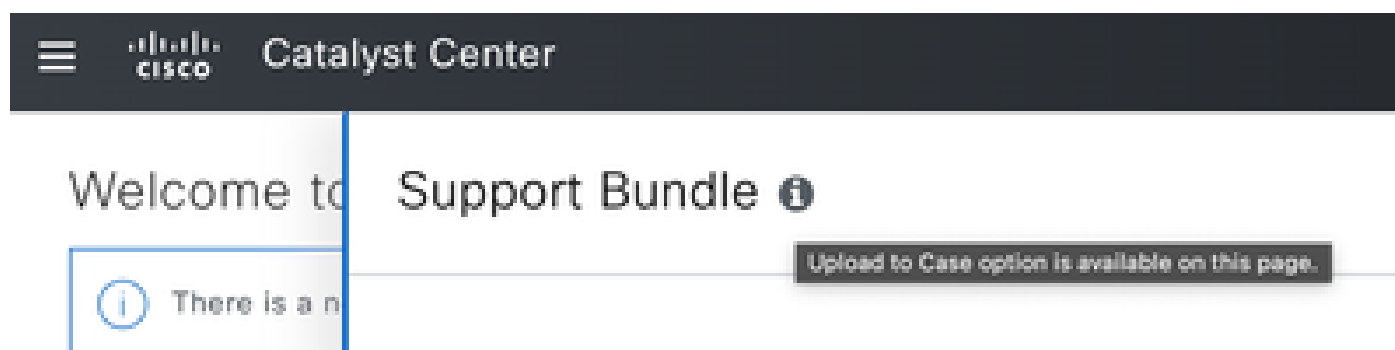 CISCO Catalyst Center
Welcome to
Support Bundle
Upload to Case option is available on this page.
There is a n